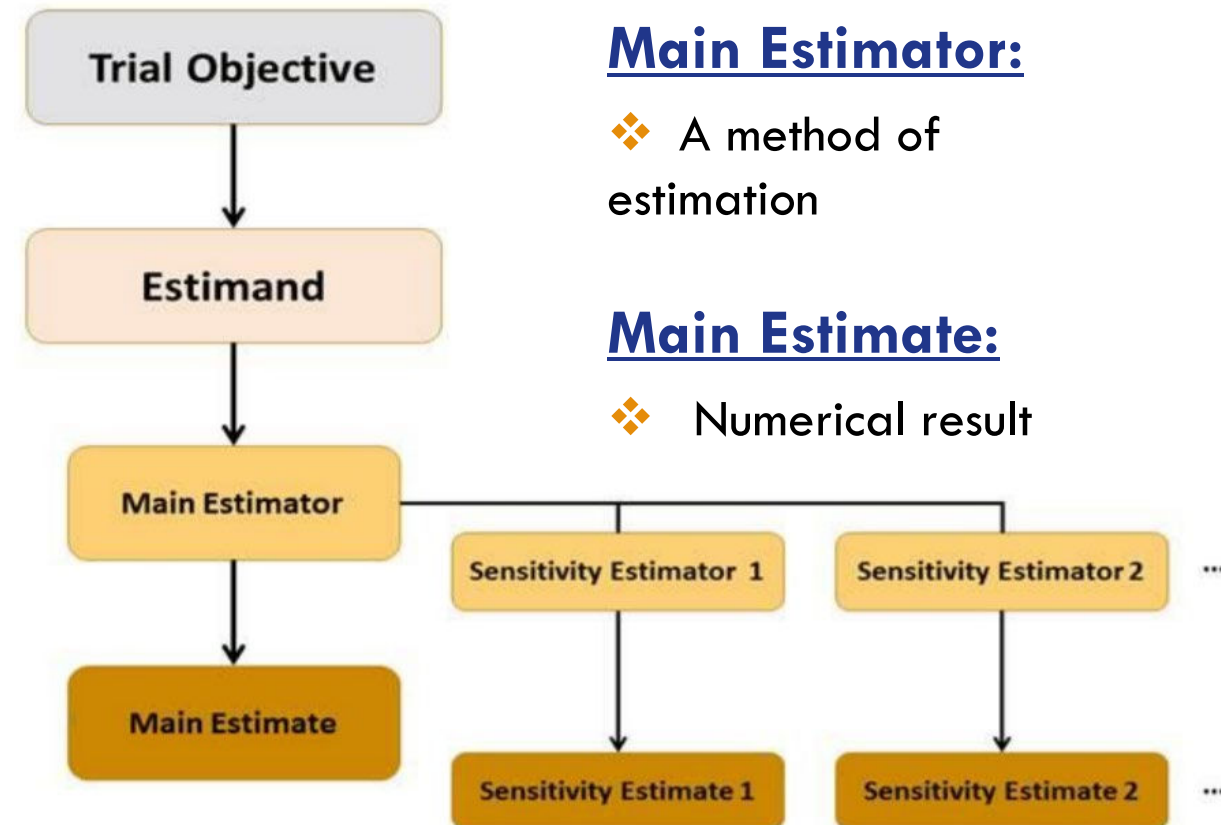 Trial Objective
Estimand
Main Estimator
Main Estimate
Sensitivity Estimator 1
Sensitivity Estimate 1
Sensitivity Estimator 2
Sensitivity Estimate 2
...
...
Main Estimator:
❖ A method of
estimation
Main Estimate:
❖ Numerical result